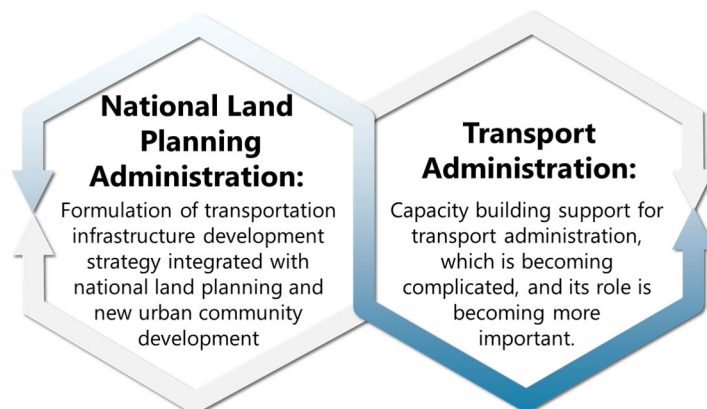 National Land
Planning
Administration:
Formulation of transportation
infrastructure development
strategy integrated with
national land planning and
new urban community
development
Transport
Administration:
Capacity building support for
transport administration,
which is becoming
complicated, and its role is
becoming more
important.